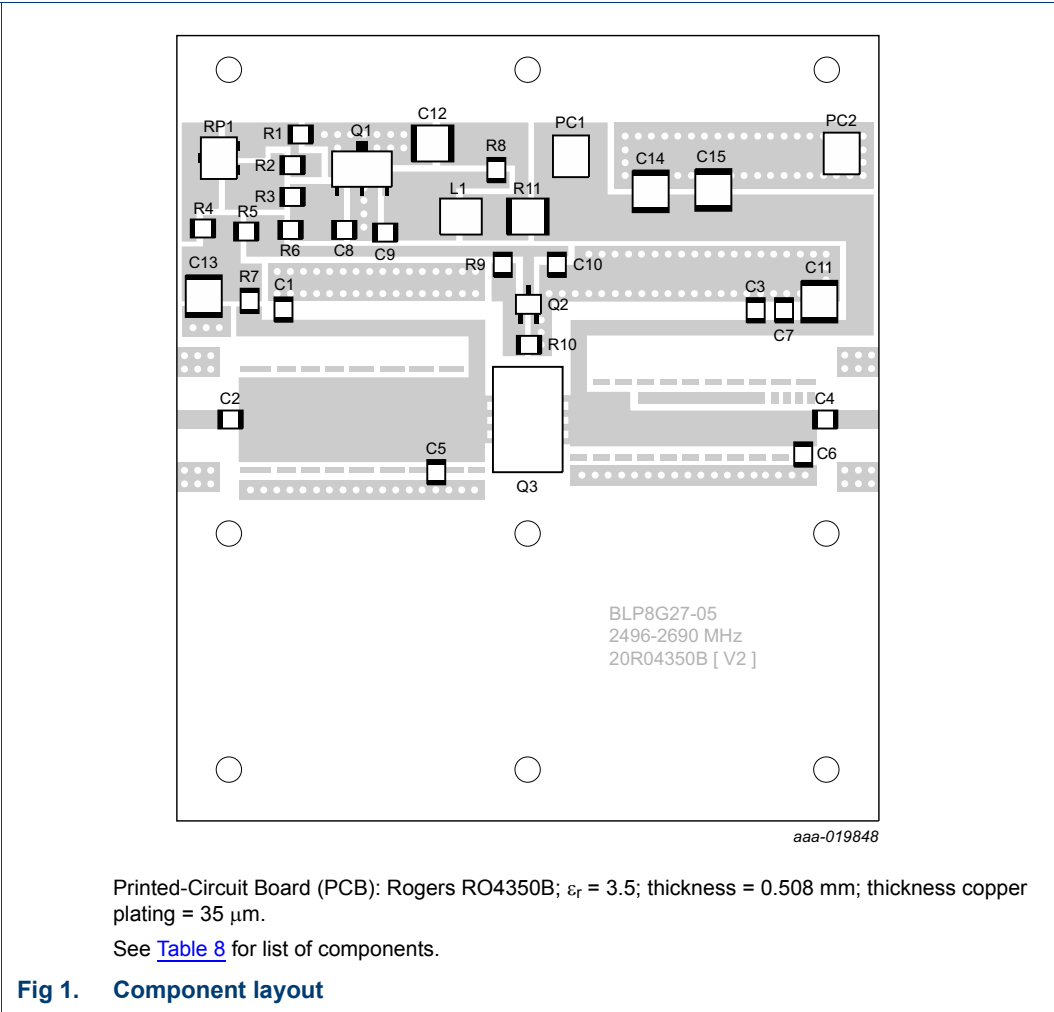 C12
RP1
R1
Q1
PC1
PC2
R2
R8
C14
C15
R3
L1
R11
R4
R5
R6
C8
C9
C13
R7
C1
R9
C10
C11
C3
Q2
C7
R10
C2
C4
C5
C6
Q3
BLP8G27-05
2496-2690 MHz
20R04350B [ V2 ]
aaa-019848
Printed-Circuit Board (PCB): Rogers RO4350B; εr = 3.5; thickness = 0.508 mm; thickness copper
plating = 35 μm.
See Table 8 for list of components.
Fig 1. Component layout